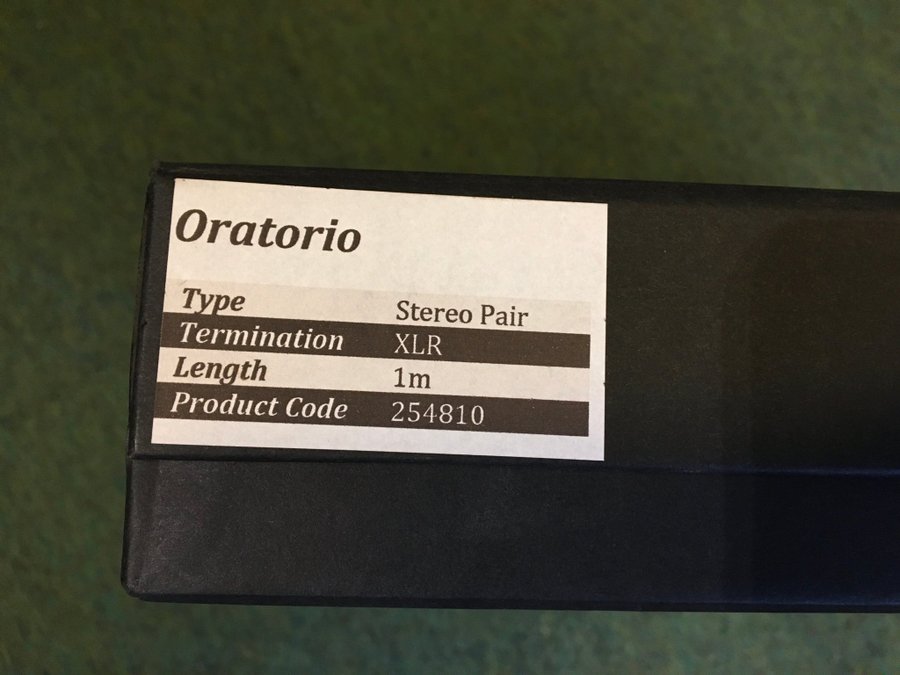 Oratorio
Type Stereo Pair
Termination XLR
Length 1m
Product Code 254810